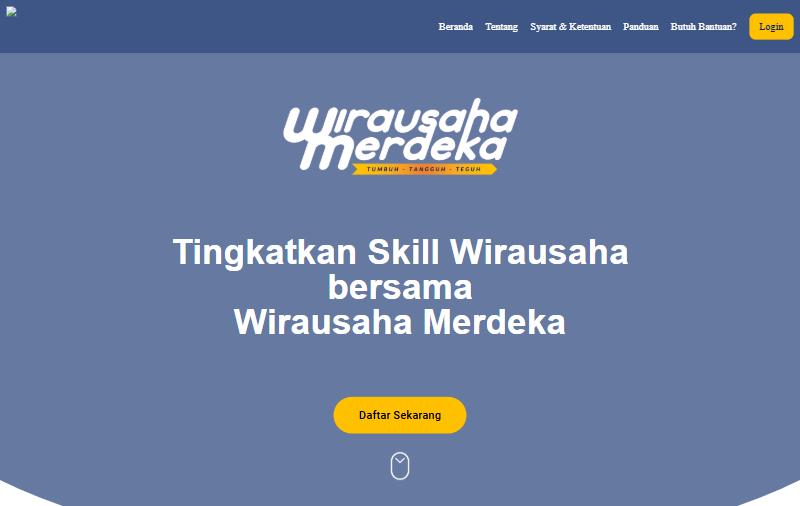 Beranda Tentang Syarat & Ketentuan Panduan Butuh Bantuan? Login
wirausaha
merdeka
TUMBUH - TANGGUH - TEGUH
Tingkatkan Skill Wirausaha
bersama
Wirausaha Merdeka
Daftar Sekarang